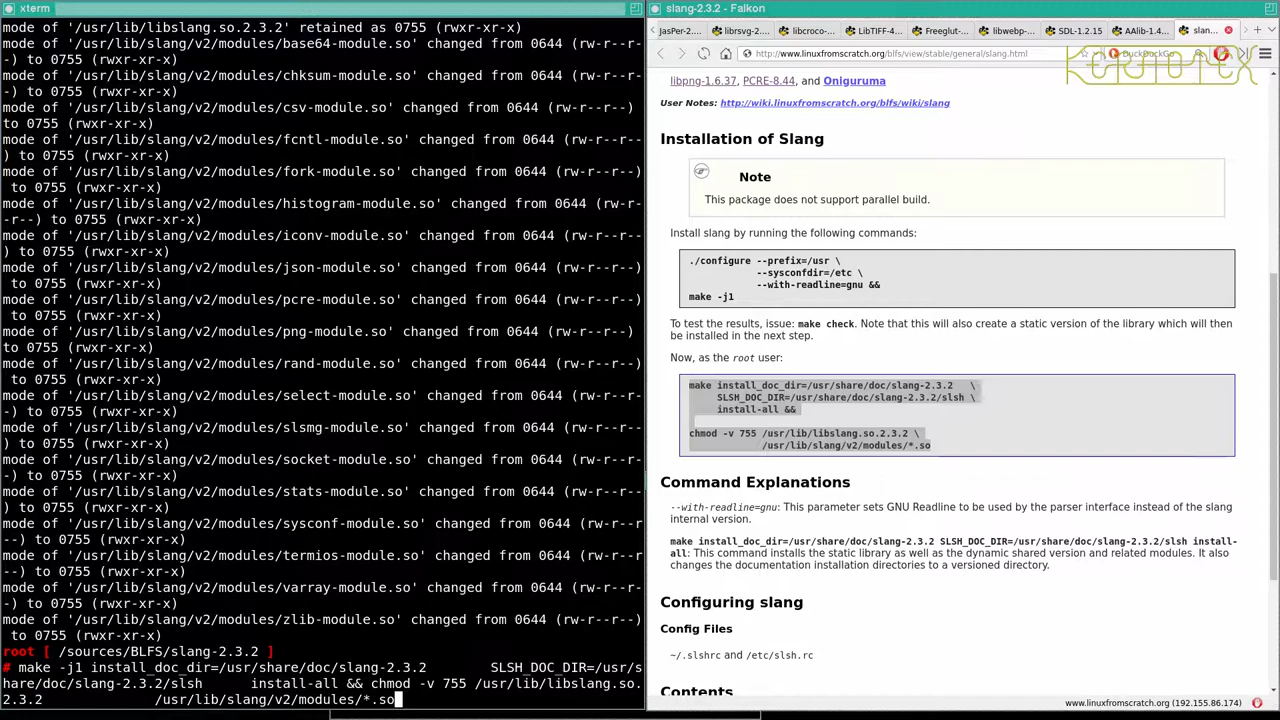 xterm
mode of '/usr/lib/libslang.so.2.3.2' retained as 0755 (rwxr-xr-x)
mode of '/usr/lib/slang/v2/modules/base64-module.so' changed from 0644 (rw-r--r-
-) to 0755 (rwxr-xr-x)
mode of '/usr/lib/slang/v2/modules/chksum-module.so' changed from 0644 (rw-r--r-
-) to 0755 (rwxr-xr-x)
mode of '/usr/lib/slang/v2/modules/csv-module.so' changed from 0644 (rw-r--r--)
to 0755 (rwxr-xr-x)
mode of '/usr/lib/slang/v2/modules/fcntl-module.so' changed from 0644 (rw-r--r--
) to 0755 (rwxr-xr-x)
mode of '/usr/lib/slang/v2/modules/fork-module.so' changed from 0644 (rw-r--r--)
 to 0755 (rwxr-xr-x)
mode of '/usr/lib/slang/v2/modules/histogram-module.so' changed from 0644 (rw-r-
-r--) to 0755 (rwxr-xr-x)
mode of '/usr/lib/slang/v2/modules/iconv-module.so' changed from 0644 (rw-r--r--
) to 0755 (rwxr-xr-x)
mode of '/usr/lib/slang/v2/modules/json-module.so' changed from 0644 (rw-r--r--)
 to 0755 (rwxr-xr-x)
mode of '/usr/lib/slang/v2/modules/pcre-module.so' changed from 0644 (rw-r--r--)
 to 0755 (rwxr-xr-x)
mode of '/usr/lib/slang/v2/modules/png-module.so' changed from 0644 (rw-r--r--)
to 0755 (rwxr-xr-x)
mode of '/usr/lib/slang/v2/modules/rand-module.so' changed from 0644 (rw-r--r--)
 to 0755 (rwxr-xr-x)
mode of '/usr/lib/slang/v2/modules/select-module.so' changed from 0644 (rw-r--r-
-) to 0755 (rwxr-xr-x)
mode of '/usr/lib/slang/v2/modules/slsmg-module.so' changed from 0644 (rw-r--r--
) to 0755 (rwxr-xr-x)
mode of '/usr/lib/slang/v2/modules/socket-module.so' changed from 0644 (rw-r--r-
-) to 0755 (rwxr-xr-x)
mode of '/usr/lib/slang/v2/modules/stats-module.so' changed from 0644 (rw-r--r--
) to 0755 (rwxr-xr-x)
mode of '/usr/lib/slang/v2/modules/sysconf-module.so' changed from 0644 (rw-r--r
--) to 0755 (rwxr-xr-x)
mode of '/usr/lib/slang/v2/modules/termios-module.so' changed from 0644 (rw-r--r
--) to 0755 (rwxr-xr-x)
mode of '/usr/lib/slang/v2/modules/varray-module.so' changed from 0644 (rw-r--r-
-) to 0755 (rwxr-xr-x)
mode of '/usr/lib/slang/v2/modules/zlib-module.so' changed from 0644 (rw-r--r--)
 to 0755 (rwxr-xr-x)
root [ /sources/BLFS/slang-2.3.2 ]
# make -j1 install_doc_dir=/usr/share/doc/slang-2.3.2       SLSH_DOC_DIR=/usr/s
hare/doc/slang-2.3.2/slsh      install-all && chmod -v 755 /usr/lib/libslang.so.
2.3.2            /usr/lib/slang/v2/modules/*.so
slang-2.3.2 - Falkon
JasPer-2.... librsvg-2.... libcroco-... LibTIFF-4... Freeglut-... libwebp-... SDL-1.2.15 AAlib-1.4... slan...
http://www.linuxfromscratch.org/blfs/view/stable/general/slang.html DuckDuckGo
libpng-1.6.37, PCRE-8.44, and Oniguruma
User Notes: http://wiki.linuxfromscratch.org/blfs/wiki/slang
Installation of Slang
Note
This package does not support parallel build.
Install slang by running the following commands:
./configure --prefix=/usr \
--sysconfdir=/etc \
--with-readline=gnu &&
make -j1
To test the results, issue: make check. Note that this will also create a static version of the library which will then
be installed in the next step.
Now, as the root user:
make install_doc_dir=/usr/share/doc/slang-2.3.2   \
SLSH_DOC_DIR=/usr/share/doc/slang-2.3.2/slsh \
install-all &&
chmod -v 755 /usr/lib/libslang.so.2.3.2 \
/usr/lib/slang/v2/modules/*.so
Command Explanations
--with-readline=gnu: This parameter sets GNU Readline to be used by the parser interface instead of the slang
internal version.
make install_doc_dir=/usr/share/doc/slang-2.3.2 SLSH_DOC_DIR=/usr/share/doc/slang-2.3.2/slsh install-
all: This command installs the static library as well as the dynamic shared version and related modules. It also
changes the documentation installation directories to a versioned directory.
Configuring slang
Config Files
~/.slshrc and /etc/slsh.rc
Contents
www.linuxfromscratch.org (192.155.86.174)